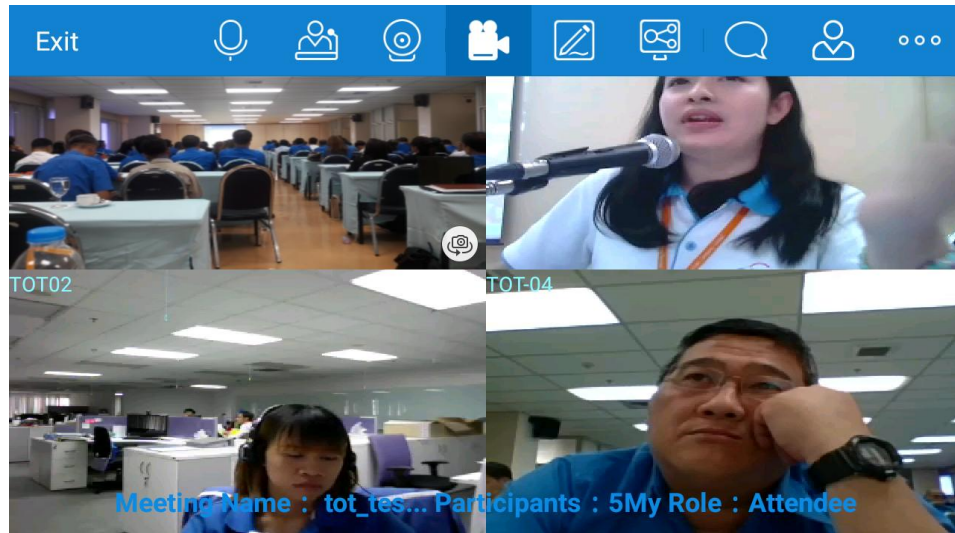 Exit
TOT02
TOT-04
Meeting Name : tot_tes... Participants : 5My Role : Attendee